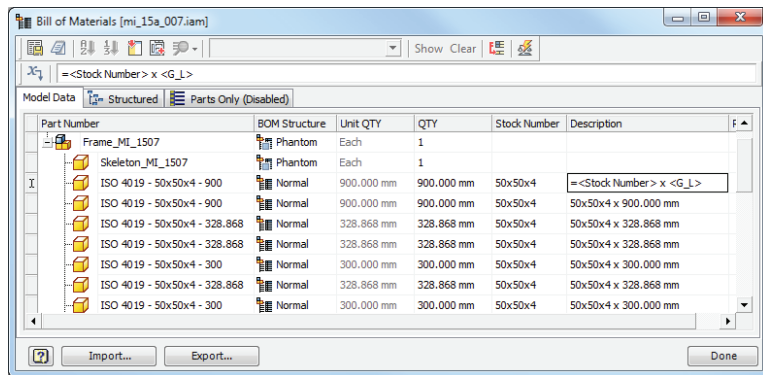 Bill of Materials [mi_15a_007.iam]
Show Clear
=<Stock Number> x <G_L>
Model Data Structured Parts Only (Disabled)
Part Number BOM Structure Unit QTY QTY Stock Number Description
Frame_MI_1507 Phantom Each 1
Skeleton_MI_1507 Phantom Each 1
ISO 4019 - 50x50x4 - 900 Normal 900.000 mm 900.000 mm 50x50x4 =<Stock Number> x <G_L>
ISO 4019 - 50x50x4 - 900 Normal 900.000 mm 900.000 mm 50x50x4 50x50x4 x 900.000 mm
ISO 4019 - 50x50x4 - 328.868 Normal 328.868 mm 328.868 mm 50x50x4 50x50x4 x 328.868 mm
ISO 4019 - 50x50x4 - 328.868 Normal 328.868 mm 328.868 mm 50x50x4 50x50x4 x 328.868 mm
ISO 4019 - 50x50x4 - 300 Normal 300.000 mm 300.000 mm 50x50x4 50x50x4 x 300.000 mm
ISO 4019 - 50x50x4 - 328.868 Normal 328.868 mm 328.868 mm 50x50x4 50x50x4 x 328.868 mm
ISO 4019 - 50x50x4 - 300 Normal 300.000 mm 300.000 mm 50x50x4 50x50x4 x 300.000 mm
Import... Export... Done